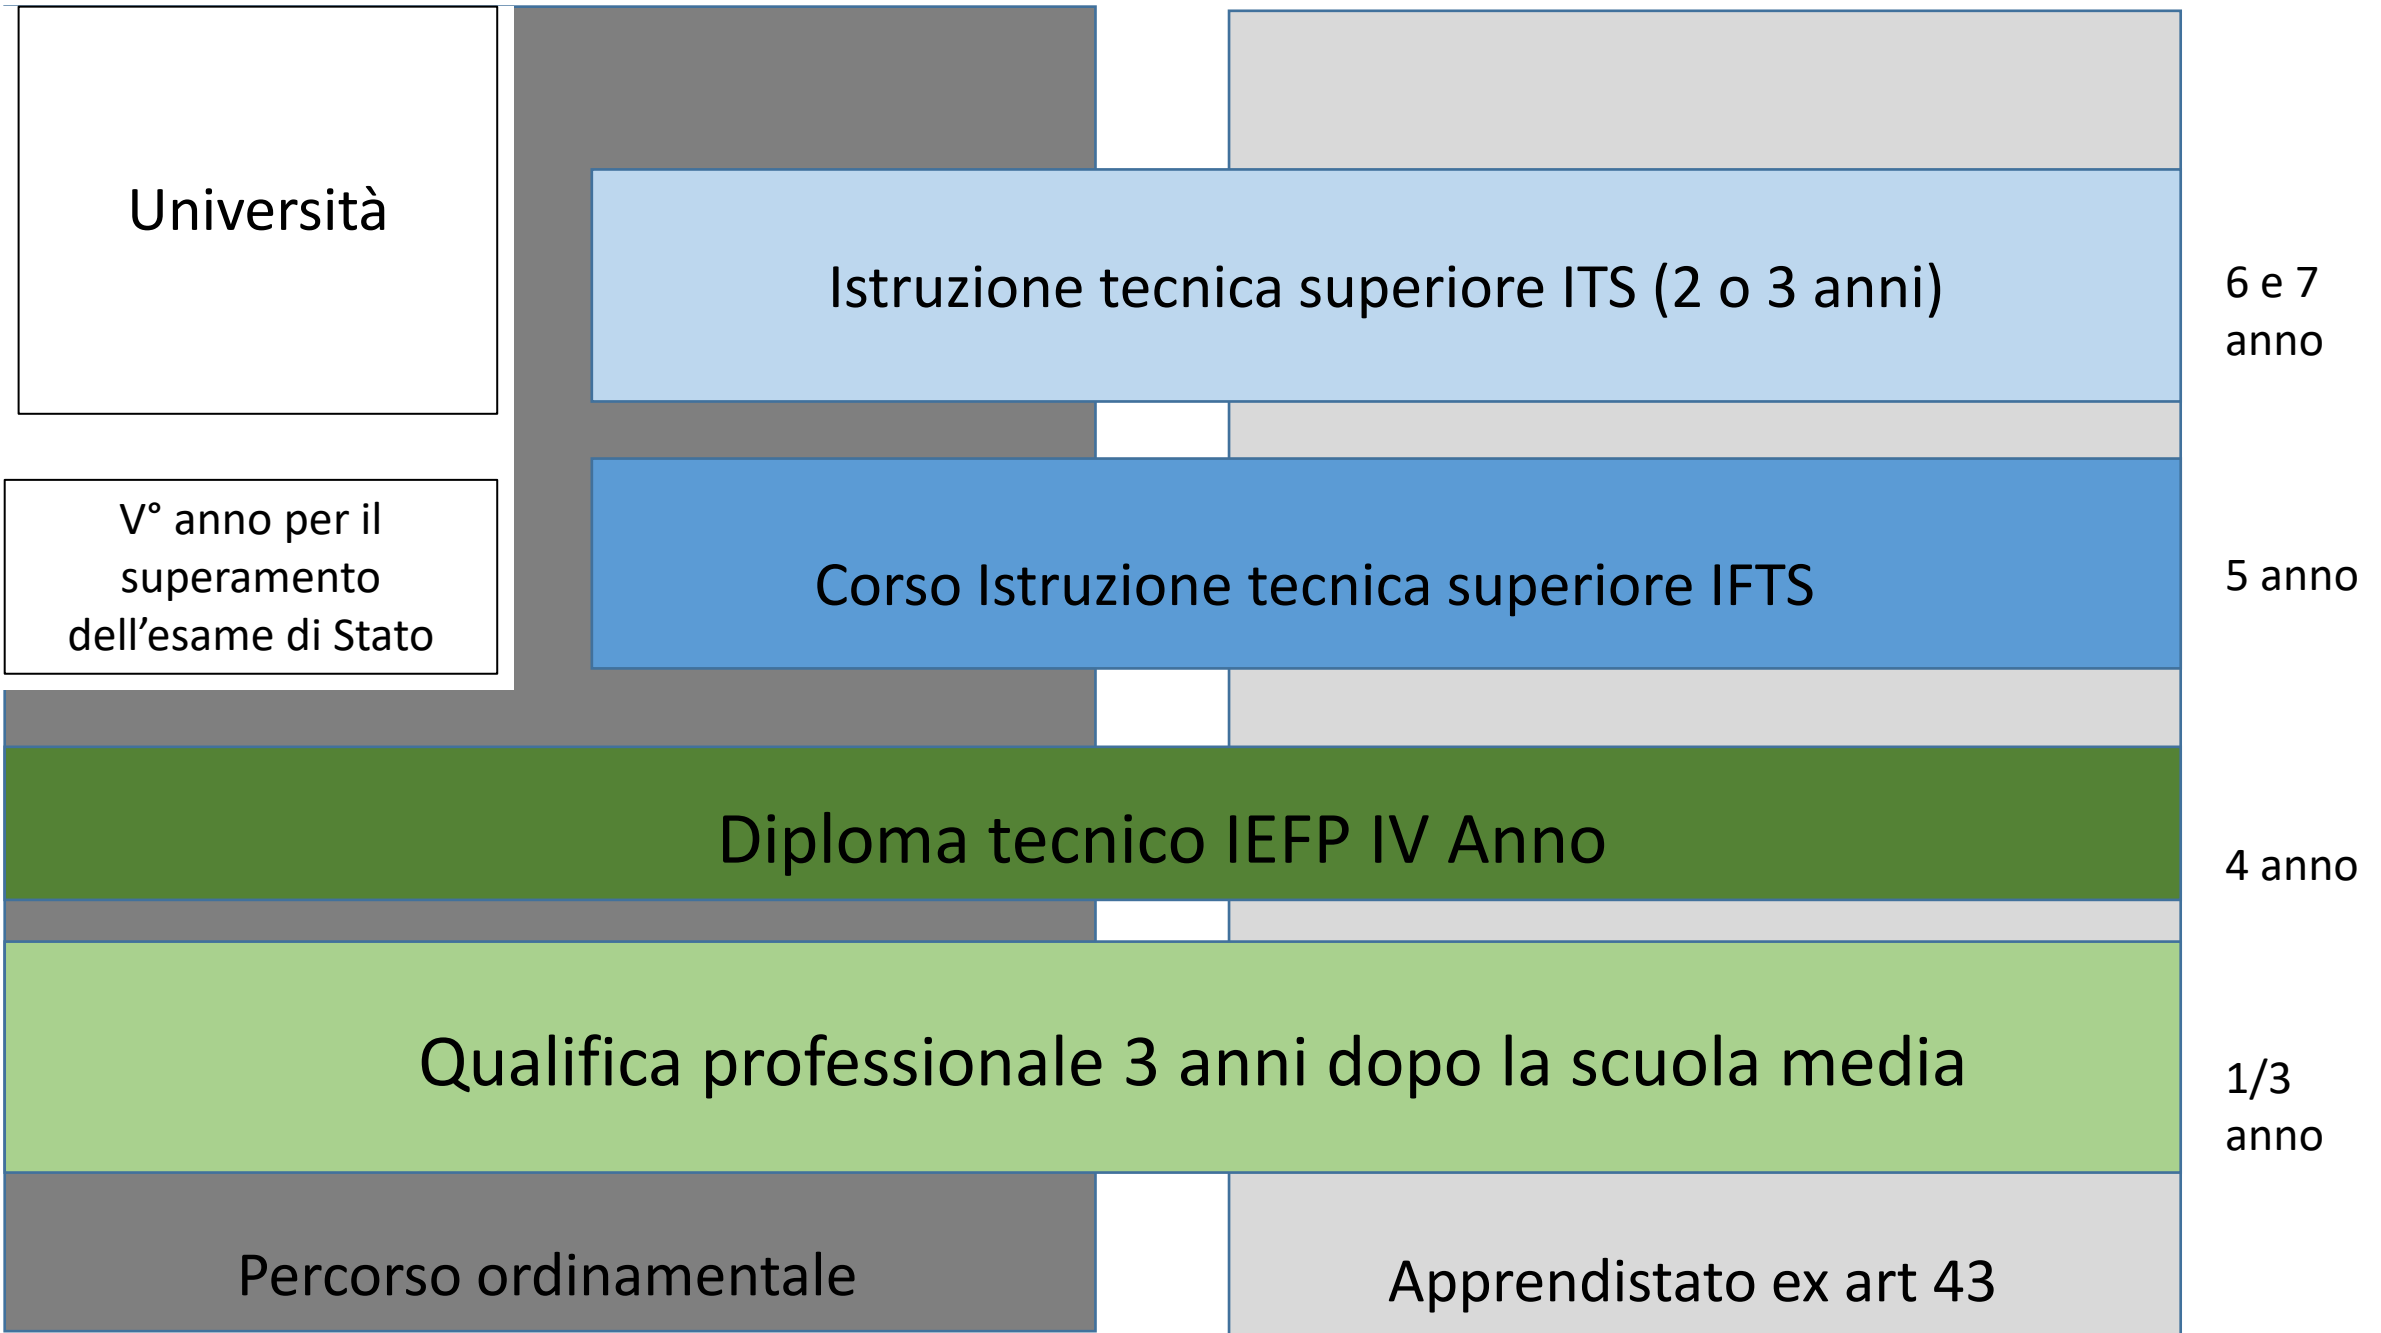 Università
Istruzione tecnica superiore ITS (2 o 3 anni)
6 e 7
anno
V° anno per il
superamento
dell’esame di Stato
Corso Istruzione tecnica superiore IFTS
5 anno
Diploma tecnico IEFP IV Anno
4 anno
Qualifica professionale 3 anni dopo la scuola media
1/3
anno
Percorso ordinamentale
Apprendistato ex art 43